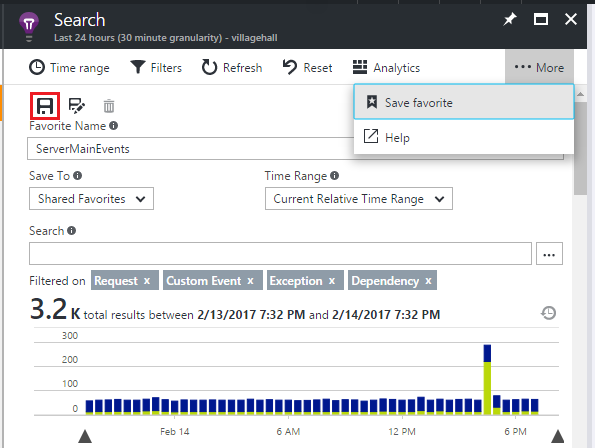 Search
Last 24 hours (30 minute granularity) - villagehall
Time range Filters Refresh Reset Analytics ••• More
Save favorite
Help
Favorite Name
ServerMainEvents
Save To Time Range
Shared Favorites Current Relative Time Range
Search
...
Filtered on Request x Custom Event x Exception x Dependency x
3.2 K total results between 2/13/2017 7:32 PM and 2/14/2017 7:32 PM
300
200
100
0
Feb 14 6 AM 12 PM 6 PM